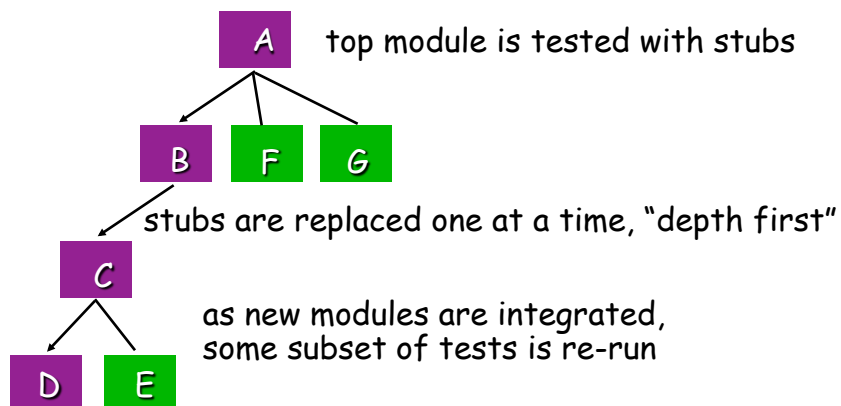 A
top module is tested with stubs
B F G
stubs are replaced one at a time, “depth first”
C
as new modules are integrated,
some subset of tests is re-run
D E